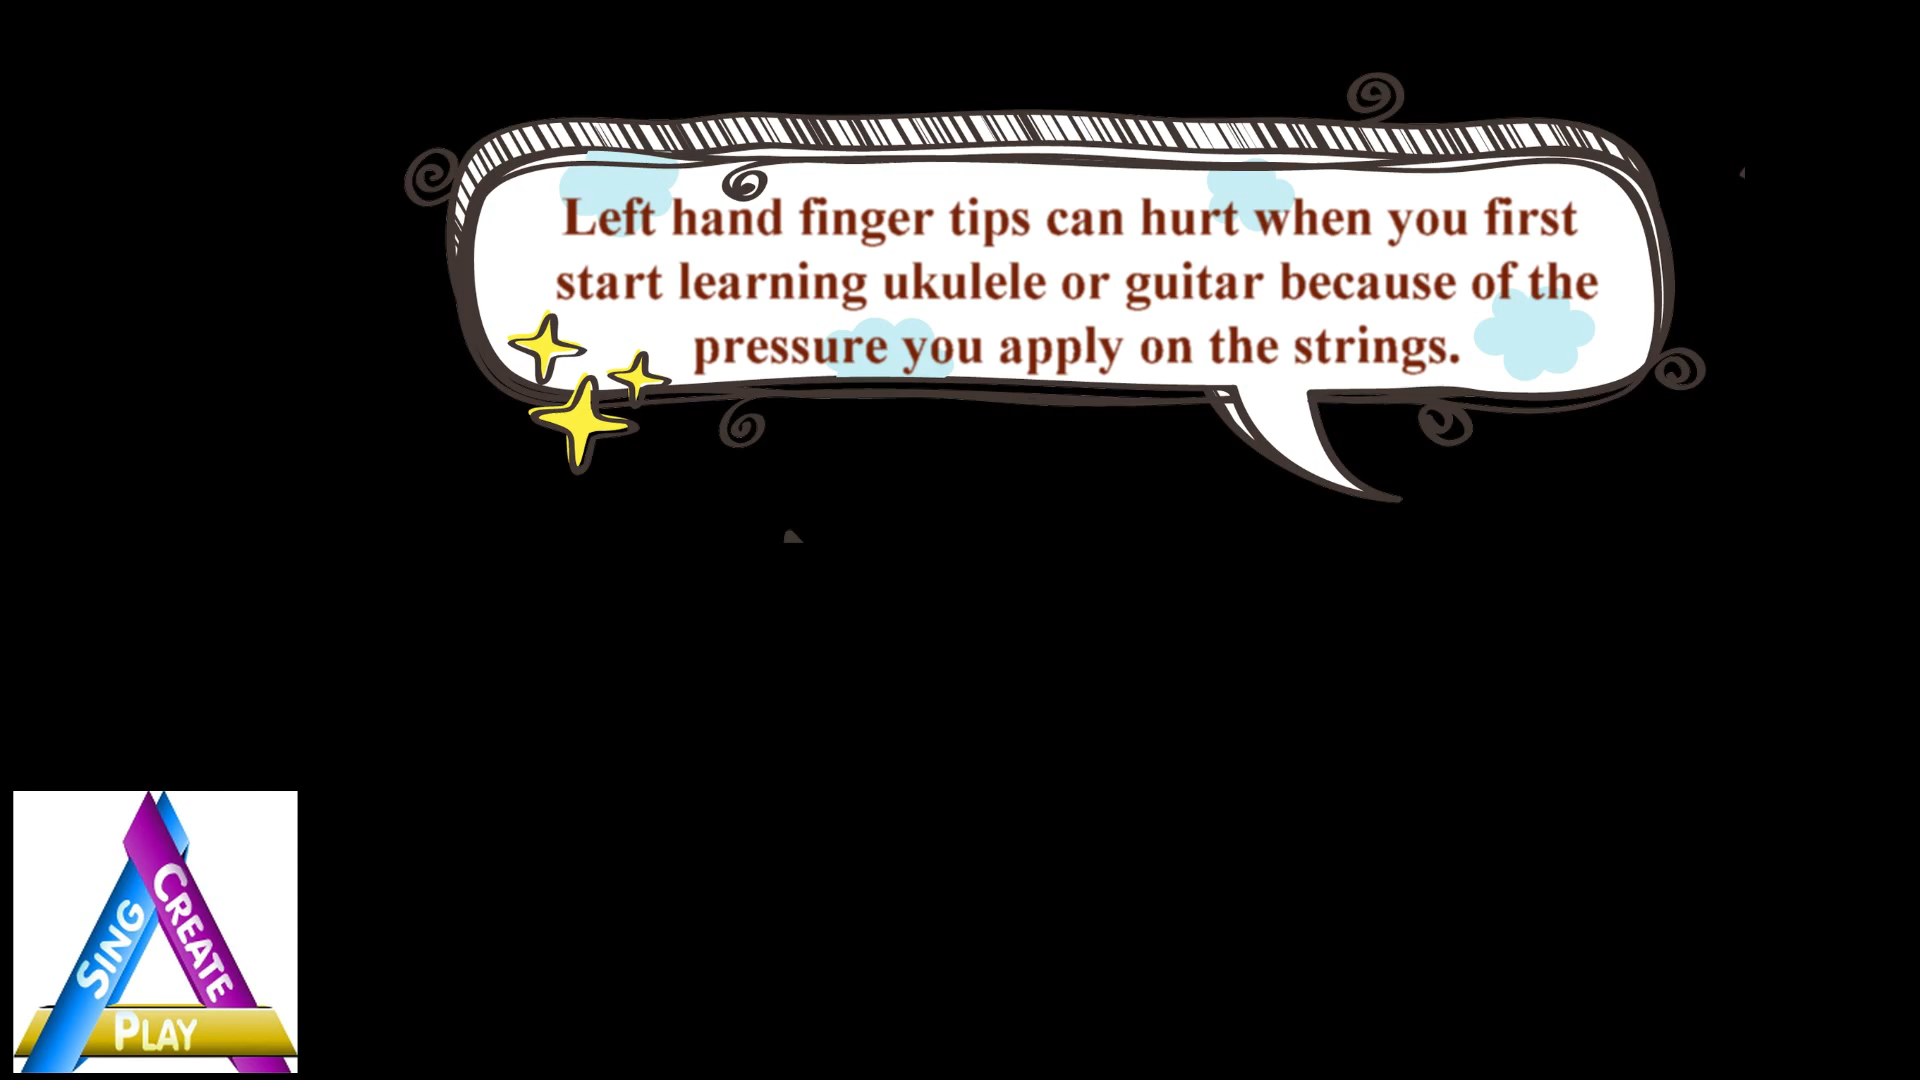 Left hand finger tips can hurt when you first
start learning ukulele or guitar because of the
pressure you apply on the strings.
SING
CREATE
PLAY